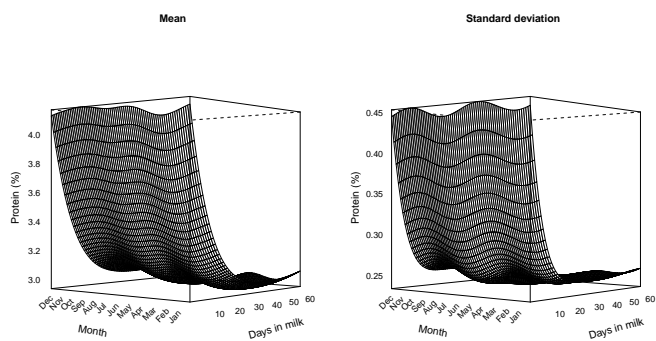 Mean
Standard deviation
4.0
3.8
3.6
3.4
3.2
3.0
Protein (%)
Dec
Nov
Oct
Sep
Aug
Jul
Jun
May
Apr
Mar
Feb
Jan
Month
10
20
30
40
50
60
Days in milk
0.45
0.40
0.35
0.30
0.25
Protein (%)
Dec
Nov
Oct
Sep
Aug
Jul
Jun
May
Apr
Mar
Feb
Jan
Month
10
20
30
40
50
60
Days in milk